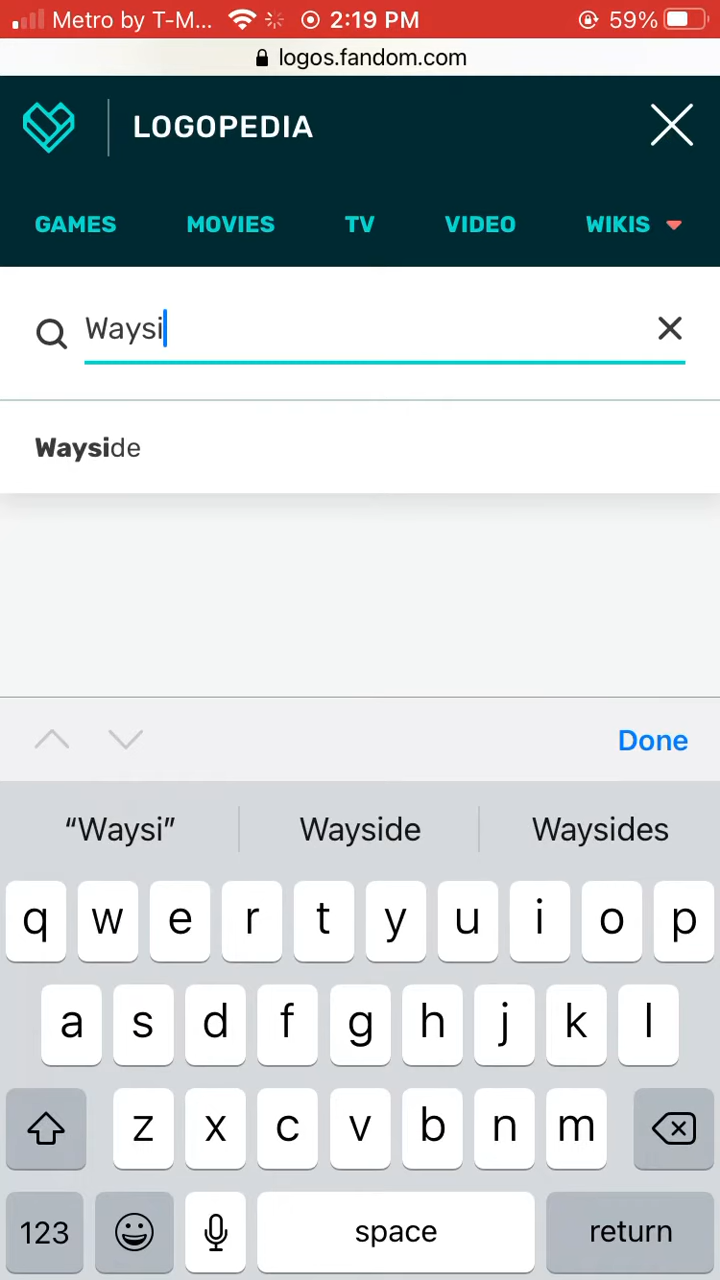 Metro by T-M... 2:19 PM 59%
logos.fandom.com
LOGOPEDIA
GAMES MOVIES TV VIDEO WIKIS
Waysi
Wayside
Done
“Waysi” Wayside Waysides
q w e r t y u i o p
a s d f g h j k l
z x c v b n m
123 space return